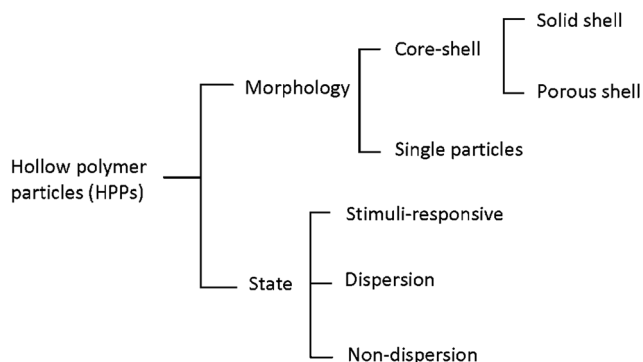 Solid shell
Core-shell
Morphology
Porous shell
Single particles
Hollow polymer
particles (HPPs)
Stimuli-responsive
State
Dispersion
Non-dispersion